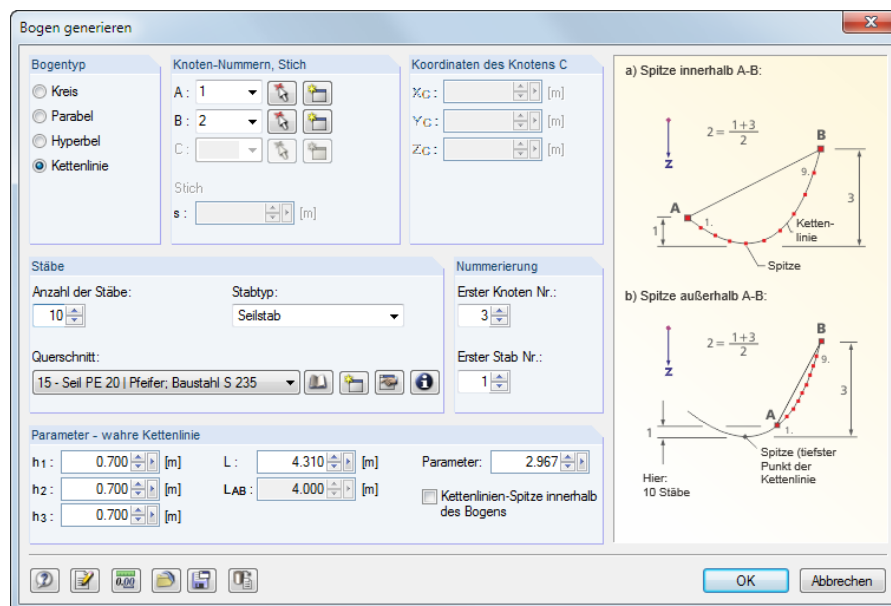 Bogen generieren
Bogentyp
Kreis
Parabel
Hyperbel
Kettenlinie
Knoten-Nummern, Stich
A : 1
B : 2
C :
Stich
s : [m]
Koordinaten des Knotens C
XC : [m]
YC : [m]
ZC : [m]
Stäbe
Anzahl der Stäbe:
10
Stabtyp:
Seilstab
Querschnitt:
15 - Seil PE 20 | Pfeifer; Baustahl S 235
Nummerierung
Erster Knoten Nr.:
3
Erster Stab Nr.:
1
Parameter - wahre Kettenlinie
h1 : 0.700 [m]
h2 : 0.700 [m]
h3 : 0.700 [m]
L : 4.310 [m]
LAB : 4.000 [m]
Parameter: 2.967
Kettenlinien-Spitze innerhalb
des Bogens
a) Spitze innerhalb A-B:
2 = (1+3)/2
z
B
9.
3
A
1.
1
Ketten-
linie
Spitze
b) Spitze außerhalb A-B:
2 = (1+3)/2
z
B
9.
3
A
1.
1
Spitze (tiefster
Punkt der
Kettenlinie
Hier:
10 Stäbe
0.00
OK
Abbrechen